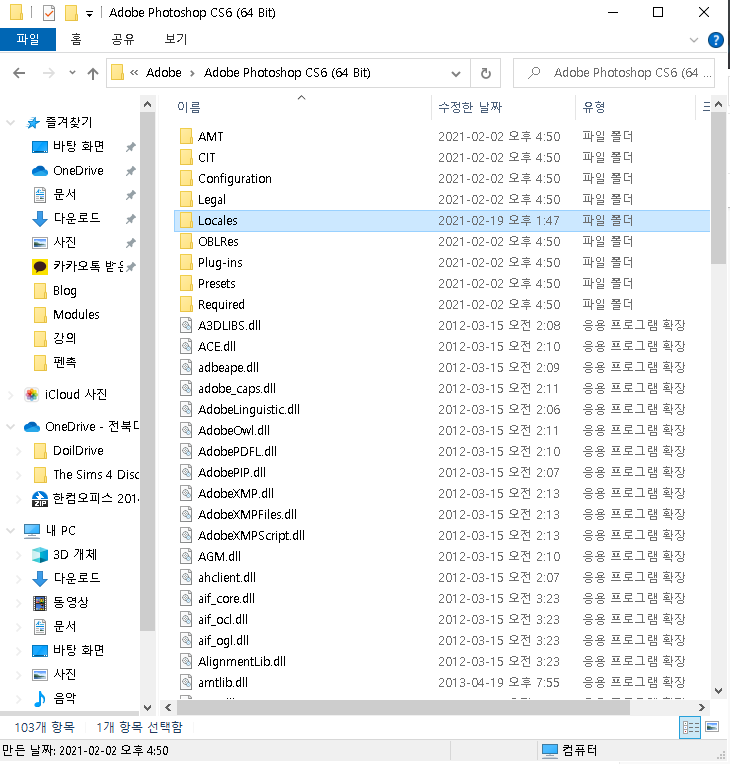 Adobe Photoshop CS6 (64 Bit)
파일 홈 공유 보기
« Adobe > Adobe Photoshop CS6 (64 Bit)
Adobe Photoshop CS6 (64 ...
즐겨찾기
바탕 화면
OneDrive
문서
다운로드
사진
카카오톡 받은
Blog
Modules
강의
펜촉
iCloud 사진
OneDrive - 전북대
DoilDrive
The Sims 4 Disc
한컴오피스 201
내 PC
3D 개체
다운로드
동영상
문서
바탕 화면
사진
음악
이름 수정한 날짜 유형
AMT 2021-02-02 오후 4:50 파일 폴더
CIT 2021-02-02 오후 4:50 파일 폴더
Configuration 2021-02-02 오후 4:50 파일 폴더
Legal 2021-02-02 오후 4:50 파일 폴더
Locales 2021-02-19 오후 1:47 파일 폴더
OBLRes 2021-02-02 오후 4:50 파일 폴더
Plug-ins 2021-02-02 오후 4:50 파일 폴더
Presets 2021-02-02 오후 4:50 파일 폴더
Required 2021-02-02 오후 4:50 파일 폴더
A3DLIBS.dll 2012-03-15 오전 2:08 응용 프로그램 확장
ACE.dll 2012-03-15 오전 2:10 응용 프로그램 확장
adbeape.dll 2012-03-15 오전 2:09 응용 프로그램 확장
adobe_caps.dll 2012-03-15 오전 2:11 응용 프로그램 확장
AdobeLinguistic.dll 2012-03-15 오전 2:06 응용 프로그램 확장
AdobeOwl.dll 2012-03-15 오전 2:11 응용 프로그램 확장
AdobePDFL.dll 2012-03-15 오전 2:10 응용 프로그램 확장
AdobePIP.dll 2012-03-15 오전 2:07 응용 프로그램 확장
AdobeXMP.dll 2012-03-15 오전 2:13 응용 프로그램 확장
AdobeXMPFiles.dll 2012-03-15 오전 2:13 응용 프로그램 확장
AdobeXMPScript.dll 2012-03-15 오전 2:13 응용 프로그램 확장
AGM.dll 2012-03-15 오전 2:10 응용 프로그램 확장
ahclient.dll 2012-03-15 오전 2:07 응용 프로그램 확장
aif_core.dll 2012-03-15 오전 3:23 응용 프로그램 확장
aif_ocl.dll 2012-03-15 오전 3:23 응용 프로그램 확장
aif_ogl.dll 2012-03-15 오전 3:23 응용 프로그램 확장
AlignmentLib.dll 2012-03-15 오전 3:23 응용 프로그램 확장
amtlib.dll 2013-04-19 오후 7:55 응용 프로그램 확장
103개 항목 1개 항목 선택함
만든 날짜: 2021-02-02 오후 4:50 컴퓨터